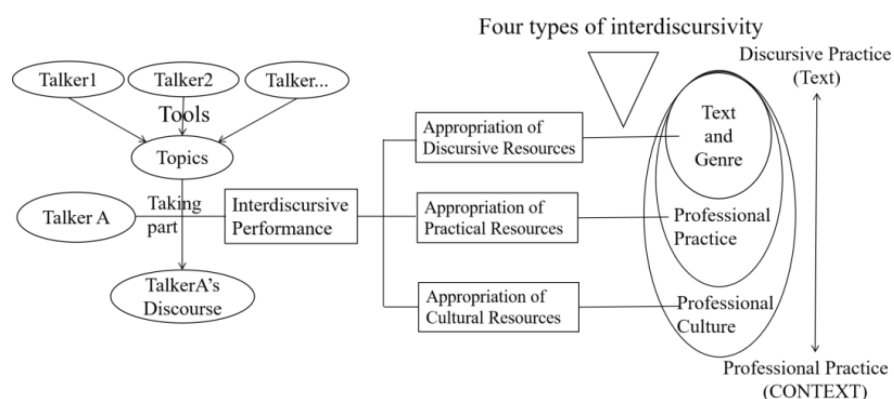 Four types of interdiscursivity
Discursive Practice
(Text)
Talker1
Talker2
Talker...
Tools
Topics
Talker A
Taking
part
Interdiscursive
Performance
TalkerA's
Discourse
Appropriation of
Discursive Resources
Appropriation of
Practical Resources
Appropriation of
Cultural Resources
Text
and
Genre
Professional
Practice
Professional
Culture
Professional Practice
(CONTEXT)